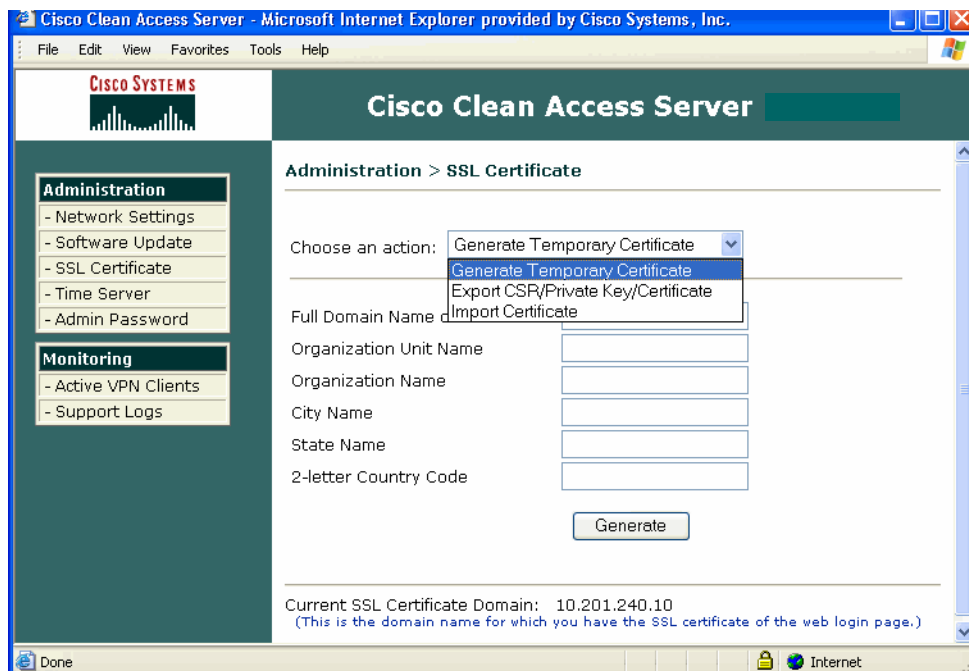 Cisco Clean Access Server - Microsoft Internet Explorer provided by Cisco Systems, Inc.
File Edit View Favorites Tools Help
CISCO SYSTEMS
Cisco Clean Access Server
Administration
- Network Settings
- Software Update
- SSL Certificate
- Time Server
- Admin Password
Monitoring
- Active VPN Clients
- Support Logs
Administration > SSL Certificate
Choose an action: Generate Temporary Certificate
Generate Temporary Certificate
Export CSR/Private Key/Certificate
Import Certificate
Full Domain Name
Organization Unit Name
Organization Name
City Name
State Name
2-letter Country Code
Generate
Current SSL Certificate Domain: 10.201.240.10
(This is the domain name for which you have the SSL certificate of the web login page.)
Done
Internet